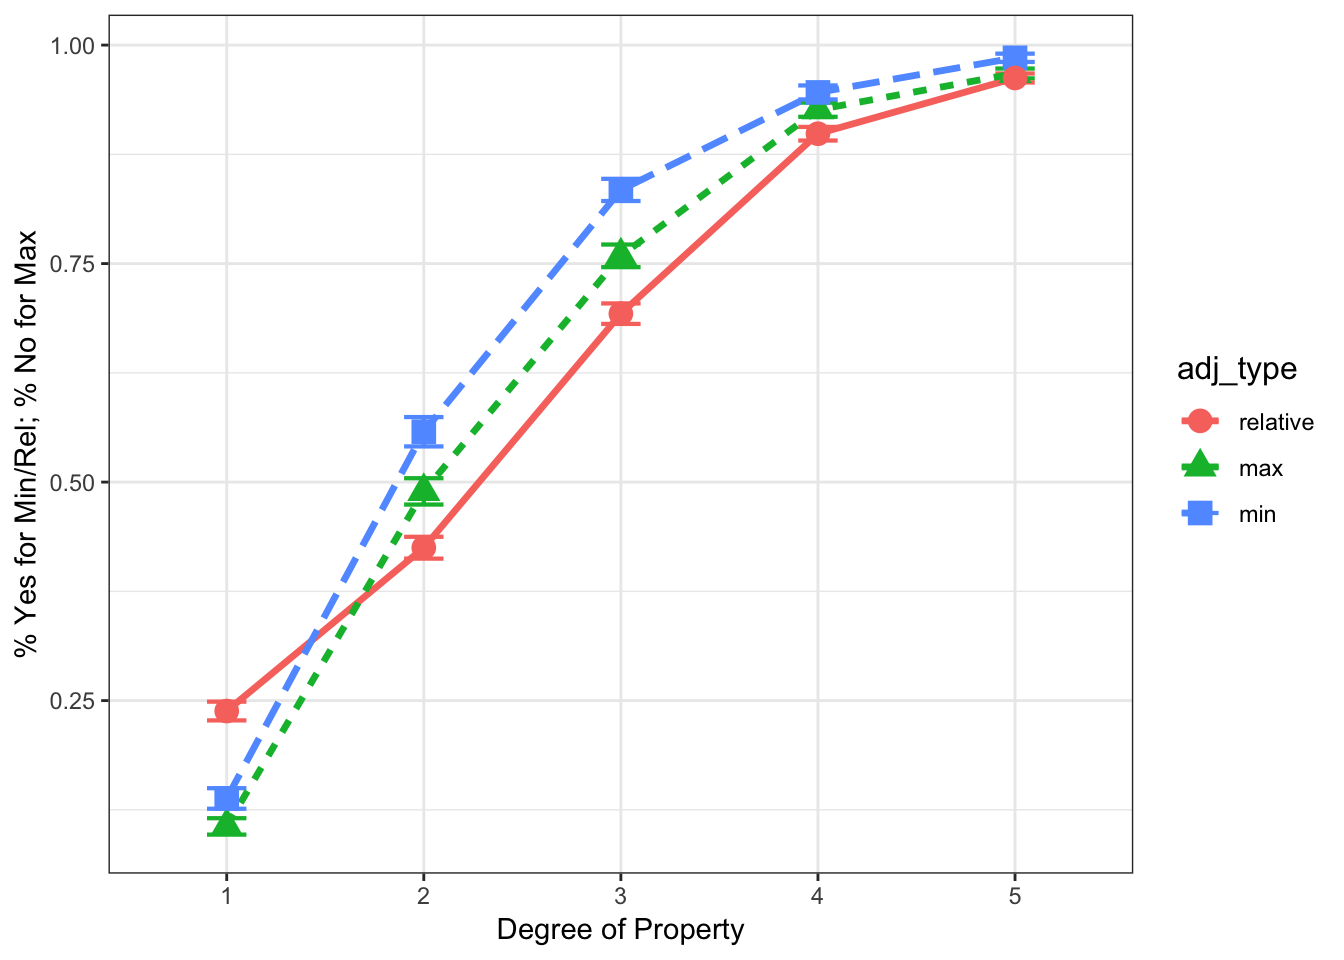 % Yes for Min/Rel; % No for Max
1.00
0.75
0.50
0.25
1 2 3 4 5
Degree of Property
adj_type
relative
max
min